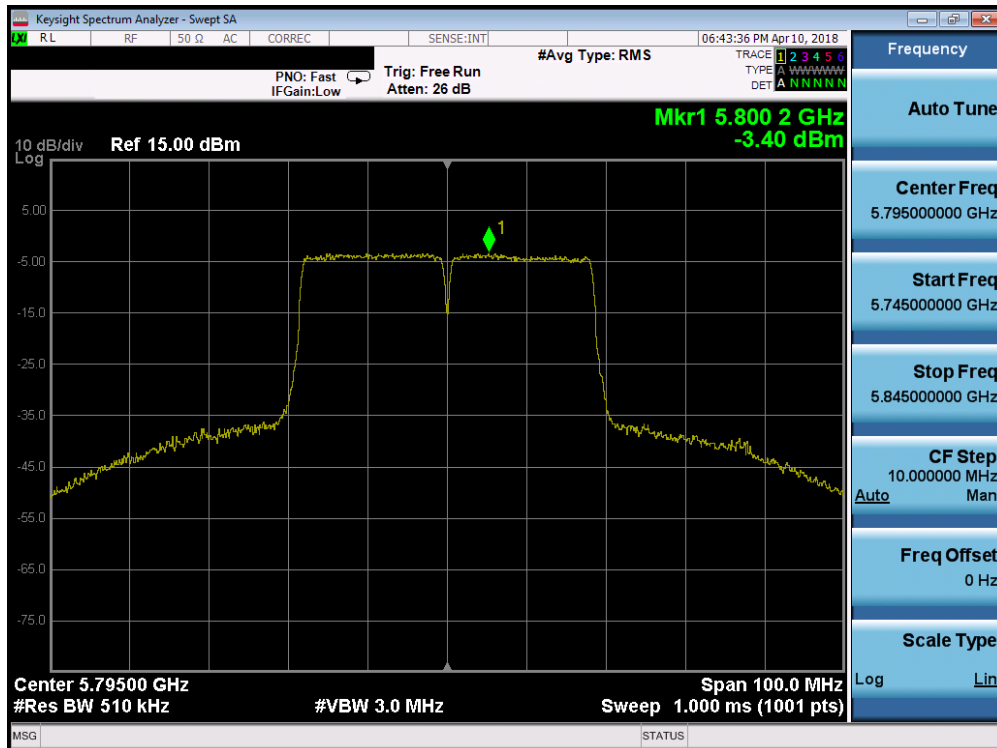 Keysight Spectrum Analyzer - Swept SA
LXI RL RF 50 Ω AC CORREC SENSE:INT 06:43:36 PM Apr 10, 2018
#Avg Type: RMS TRACE 1 2 3 4 5 6
PNO: Fast Trig: Free Run TYPE A WWWWW
IFGain:Low Atten: 26 dB DET A N N N N N
Mkr1 5.800 2 GHz
-3.40 dBm
10 dB/div Ref 15.00 dBm
Log
5.00
1
-5.00
-15.0
-25.0
-35.0
-45.0
-55.0
-65.0
-75.0
Center 5.79500 GHz Span 100.0 MHz
#Res BW 510 kHz #VBW 3.0 MHz Sweep 1.000 ms (1001 pts)
MSG STATUS
Frequency
Auto Tune
Center Freq
5.795000000 GHz
Start Freq
5.745000000 GHz
Stop Freq
5.845000000 GHz
CF Step
10.000000 MHz
Auto Man
Freq Offset
0 Hz
Scale Type
Log Lin